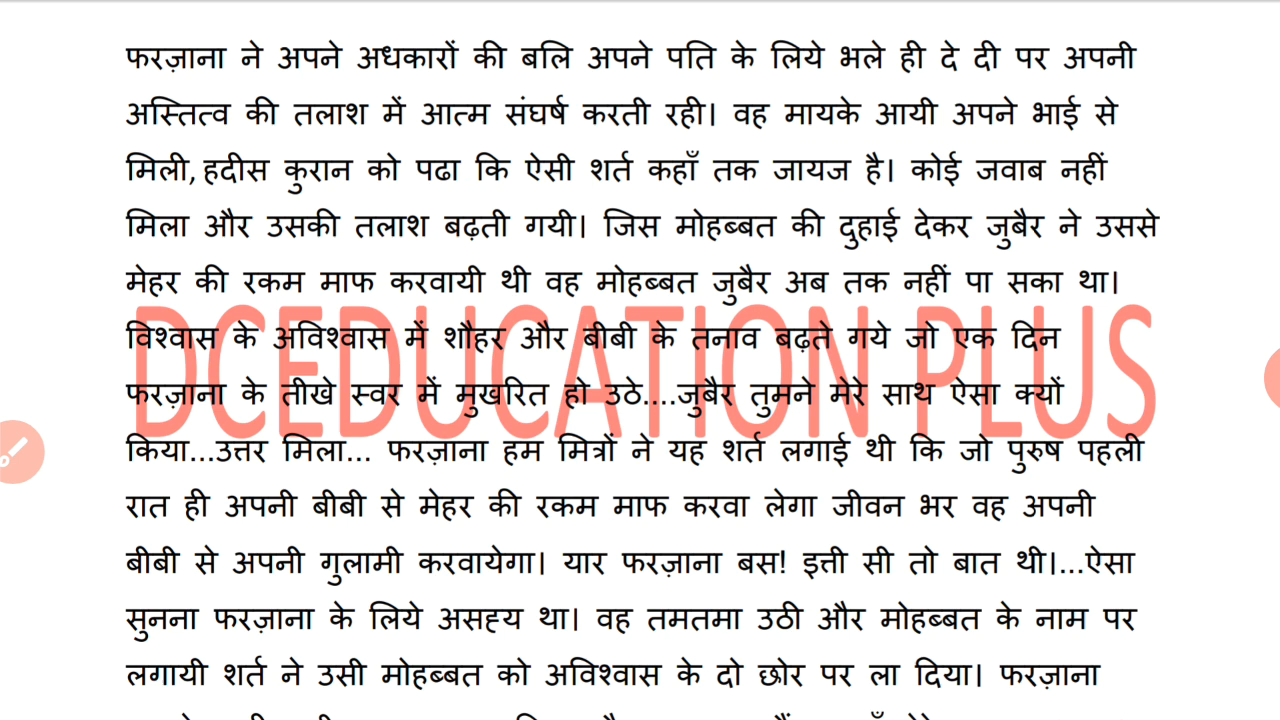 फरज़ाना ने अपने अधकारों की बलि अपने पति के लिये भले ही दे दी पर अपनी
अस्तित्व की तलाश में आत्म संघर्ष करती रही। वह मायके आयी अपने भाई से
मिली, हदीस कुरान को पढा कि ऐसी शर्त कहाँ तक जायज है। कोई जवाब नहीं
मिला और उसकी तलाश बढ़ती गयी। जिस मोहब्बत की दुहाई देकर जुबैर ने उससे
मेहर की रकम माफ करवायी थी वह मोहब्बत जुबैर अब तक नहीं पा सका था।
विश्वास के अविश्वास में शौहर और बीबी के तनाव बढ़ते गये जो एक दिन
फरज़ाना के तीखे स्वर में मुखरित हो उठे....जुबैर तुमने मेरे साथ ऐसा क्यों
DCEDUCATION PLUS
किया...उत्तर मिला... फरज़ाना हम मित्रों ने यह शर्त लगाई थी कि जो पुरुष पहली
रात ही अपनी बीबी से मेहर की रकम माफ करवा लेगा जीवन भर वह अपनी
बीबी से अपनी गुलामी करवायेगा। यार फरज़ाना बस! इत्ती सी तो बात थी।...ऐसा
सुनना फरज़ाना के लिये असह्य था। वह तमतमा उठी और मोहब्बत के नाम पर
लगायी शर्त ने उसी मोहब्बत को अविश्वास के दो छोर पर ला दिया। फरज़ाना